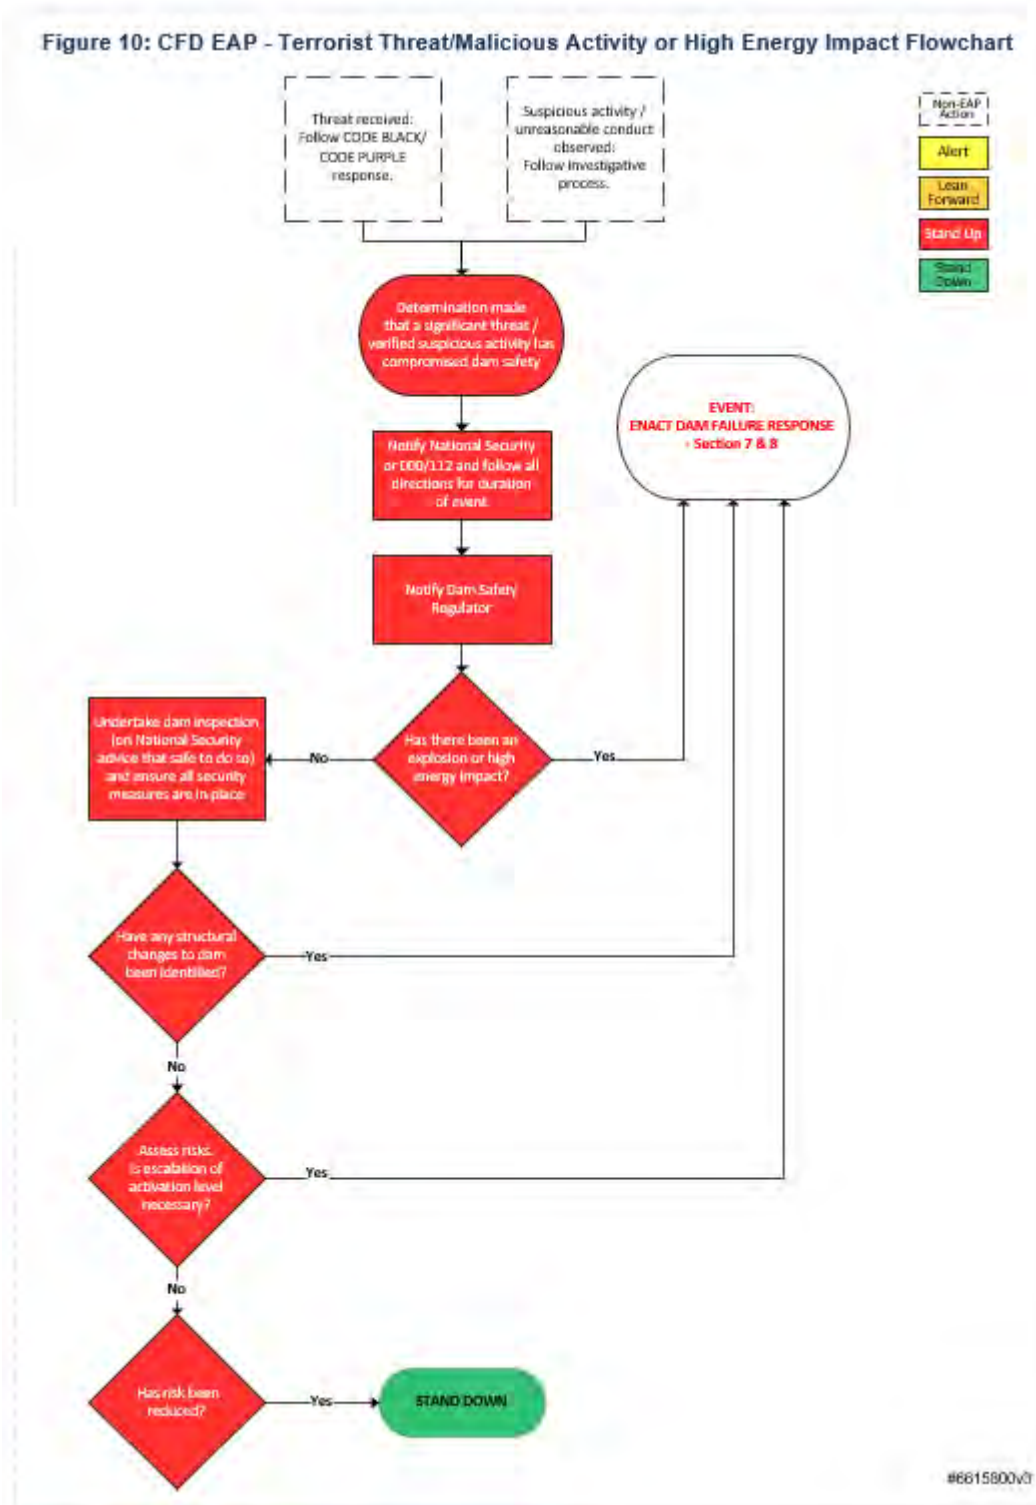 Figure 10: CFD EAP - Terrorist Threat/Malicious Activity or High Energy Impact Flowchart
Threat received:
Follow CODE BLACK/
CODE PURPLE
response.
Suspicious activity /
unreasonable conduct
observed:
Follow investigative
process.
Non-EAP
Action
Alert
Lean
Forward
Stand Up
Stand
Down
Determination made
that a significant threat /
verified suspicious activity has
compromised dam safety
EVENT:
ENACT DAM FAILURE RESPONSE
- Section 7 & 8
Notify National Security
or 000/112 and follow all
directions for duration
of event
Notify Dam Safety
Regulator
Undertake dam inspection
(on National Security
advice that safe to do so)
and ensure all security
measures are in place
No
Has there been an
explosion or high
energy impact?
Yes
Have any structural
changes to dam
been identified?
Yes
No
Assess risks.
Is escalation of
activation level
necessary?
Yes
No
Has risk been
reduced?
Yes
STAND DOWN